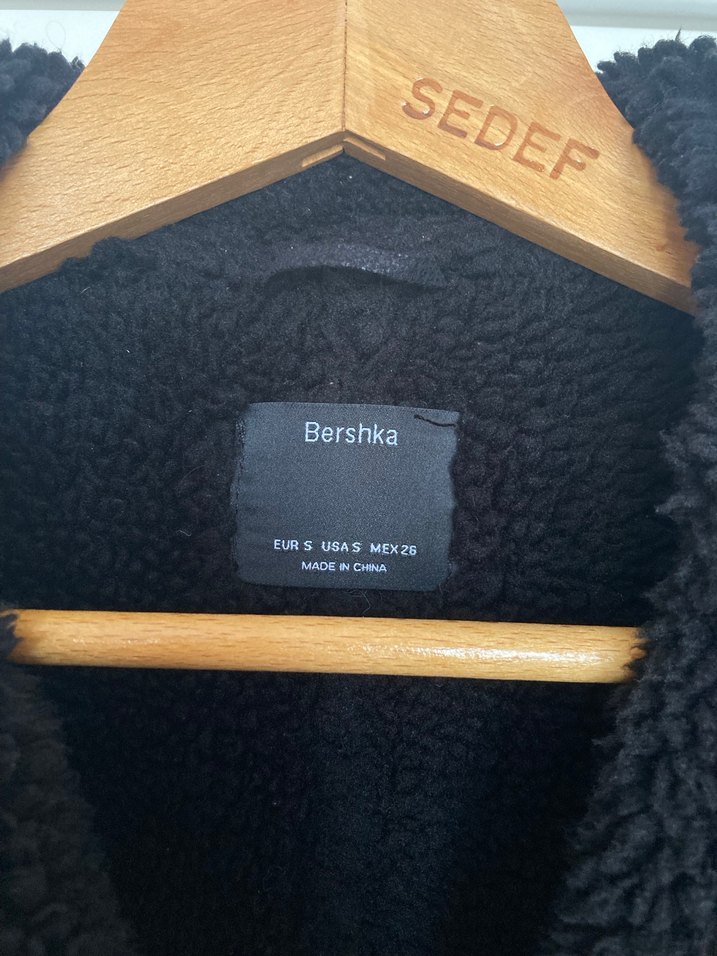 SEDEF
Bershka
EUR S USA S MEX 26
MADE IN CHINA